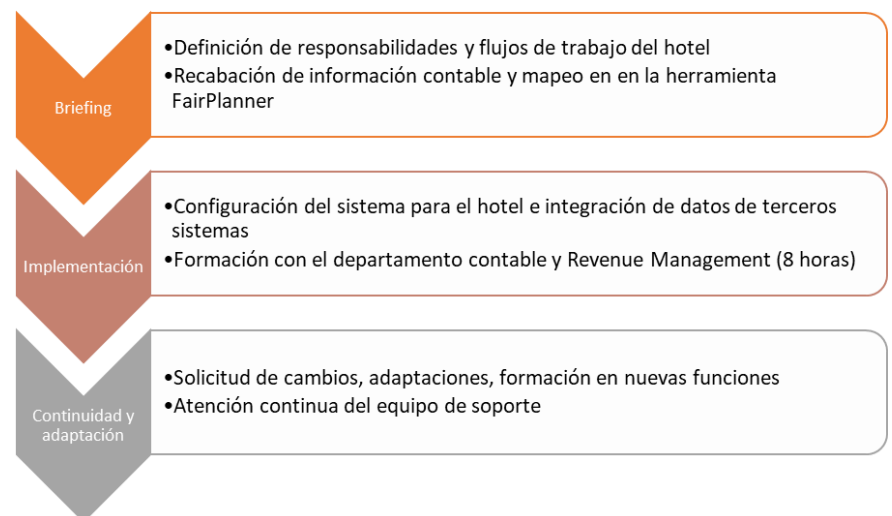 •Definición de responsabilidades y flujos de trabajo del hotel
•Recabación de información contable y mapeo en en la herramienta
FairPlanner
Briefing
•Configuración del sistema para el hotel e integración de datos de terceros
sistemas
•Formación con el departamento contable y Revenue Management (8 horas)
Implementación
•Solicitud de cambios, adaptaciones, formación en nuevas funciones
•Atención continua del equipo de soporte
Continuidad y
adaptación